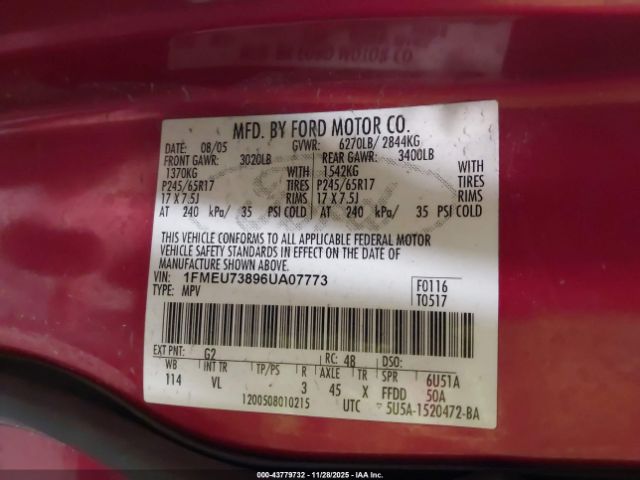 MFD. BY FORD MOTOR CO.
DATE: 08/05 GVWR: 6270LB/ 2844KG
FRONT GAWR: 3020LB REAR GAWR: 3400LB
1370KG WITH 1542KG WITH
P245/65R17 TIRES P245/65R17 TIRES
17 X 7.5J RIMS 17 X 7.5J RIMS
AT 240 kPa/ 35 PSI COLD AT 240 kPa/ 35 PSI COLD
THIS VEHICLE CONFORMS TO ALL APPLICABLE FEDERAL MOTOR
VEHICLE SAFETY STANDARDS IN EFFECT ON THE DATE OF
MANUFACTURE SHOWN ABOVE.
VIN: 1FMEU73896UA07773
TYPE: MPV
F0116
T0517
EXT PNT: G2 RC: 48 DSO:
WB INT TR TP/PS R AXLE TR SPR 6U51A
114 VL 3 45 X FFDD 50A
1200508010215 UTC 5U5A-1520472-BA
00-43779732 - 11/28/2025 - IAA Inc.